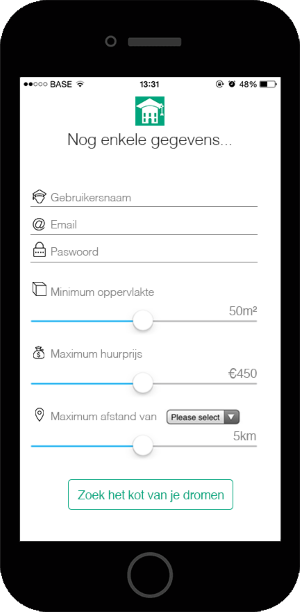 BASE 13:31 48%
Nog enkele gegevens...
Gebruikersnaam
@ Email
Paswoord
Minimum oppervlakte
50m²
Maximum huurprijs
€450
Maximum afstand van Please select
5km
Zoek het kot van je dromen